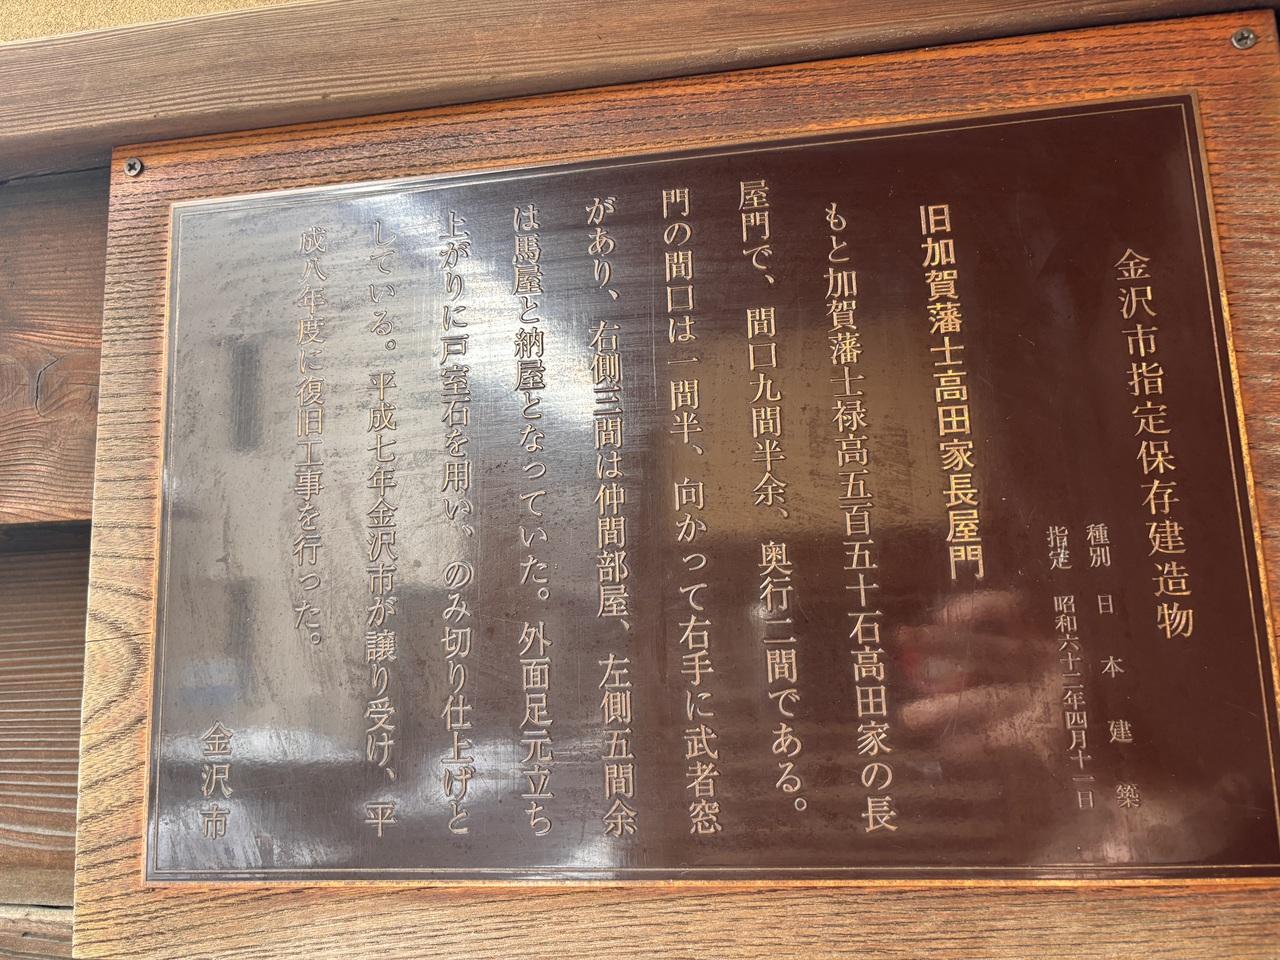 金沢市指定保存建造物
種別 日本建築
指定 昭和六十二年四月十一日
旧加賀藩士高田家長屋門
もと加賀藩士禄高五百五十石高田家の長
屋門で、間口九間半余、奥行二間である。
門の間口は一間半、向かって右手に武者窓
があり、右側三間は仲間部屋、左側五間余
は馬屋と納屋となっていた。外面足元立ち
上がりに戸室石を用い、のみ切り仕上げと
している。平成七年金沢市が譲り受け、平
成八年度に復旧工事を行った。
金沢市